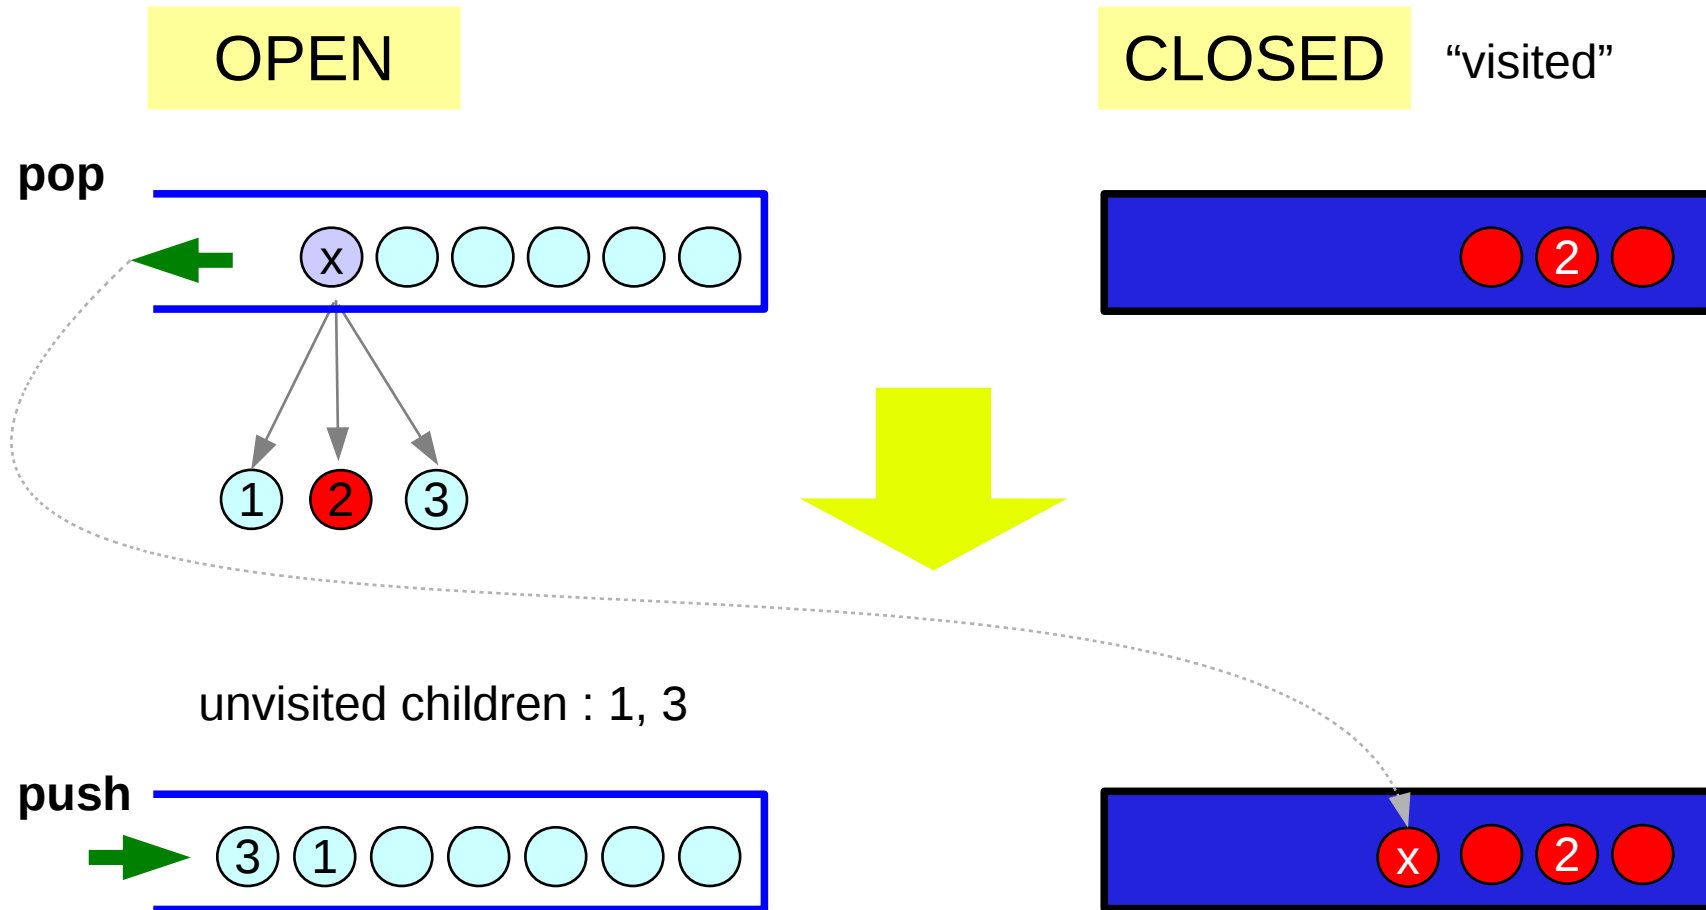 OPEN
CLOSED “visited”
pop
x
2
1 2 3
unvisited children : 1, 3
push
3 1
x 2